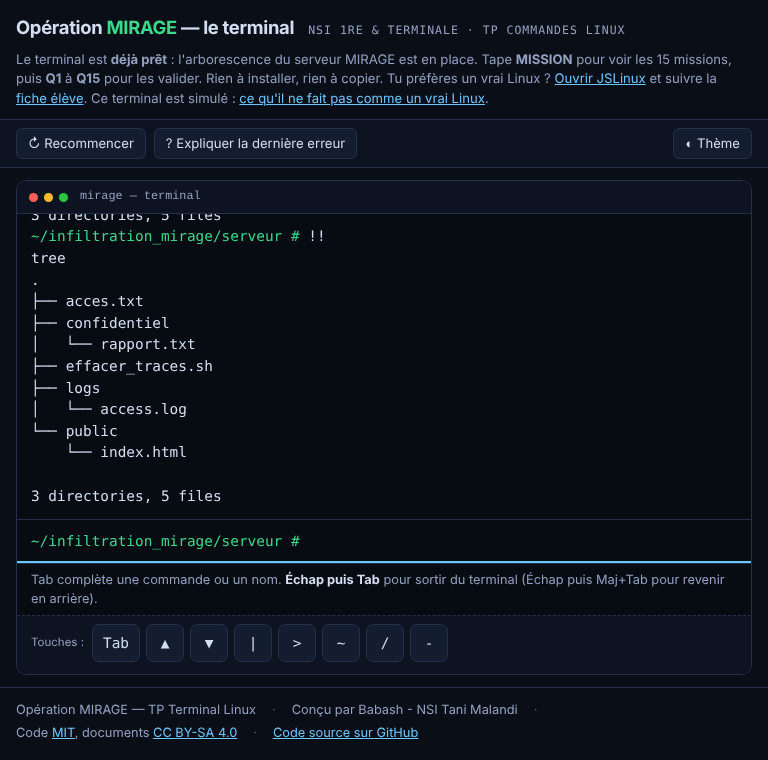 Opération MIRAGE — le terminal NSI 1RE & TERMINALE · TP COMMANDES LINUX
Le terminal est déjà prêt : l'arborescence du serveur MIRAGE est en place. Tape MISSION pour voir les 15 missions,
puis Q1 à Q15 pour les valider. Rien à installer, rien à copier. Tu préfères un vrai Linux ? Ouvrir JSLinux et suivre la
fiche élève. Ce terminal est simulé : ce qu'il ne fait pas comme un vrai Linux.
↻ Recommencer ? Expliquer la dernière erreur ◐ Thème
mirage — terminal
3 directories, 5 files
~/infiltration_mirage/serveur # !!
tree
.
├── acces.txt
├── confidentiel
│   └── rapport.txt
├── effacer_traces.sh
├── logs
│   └── access.log
└── public
    └── index.html
3 directories, 5 files
~/infiltration_mirage/serveur #
Tab complète une commande ou un nom. Échap puis Tab pour sortir du terminal (Échap puis Maj+Tab pour revenir
en arrière).
Touches : Tab ▲ ▼ | > ~ / -
Opération MIRAGE — TP Terminal Linux · Conçu par Babash - NSI Tani Malandi ·
Code MIT, documents CC BY-SA 4.0 · Code source sur GitHub